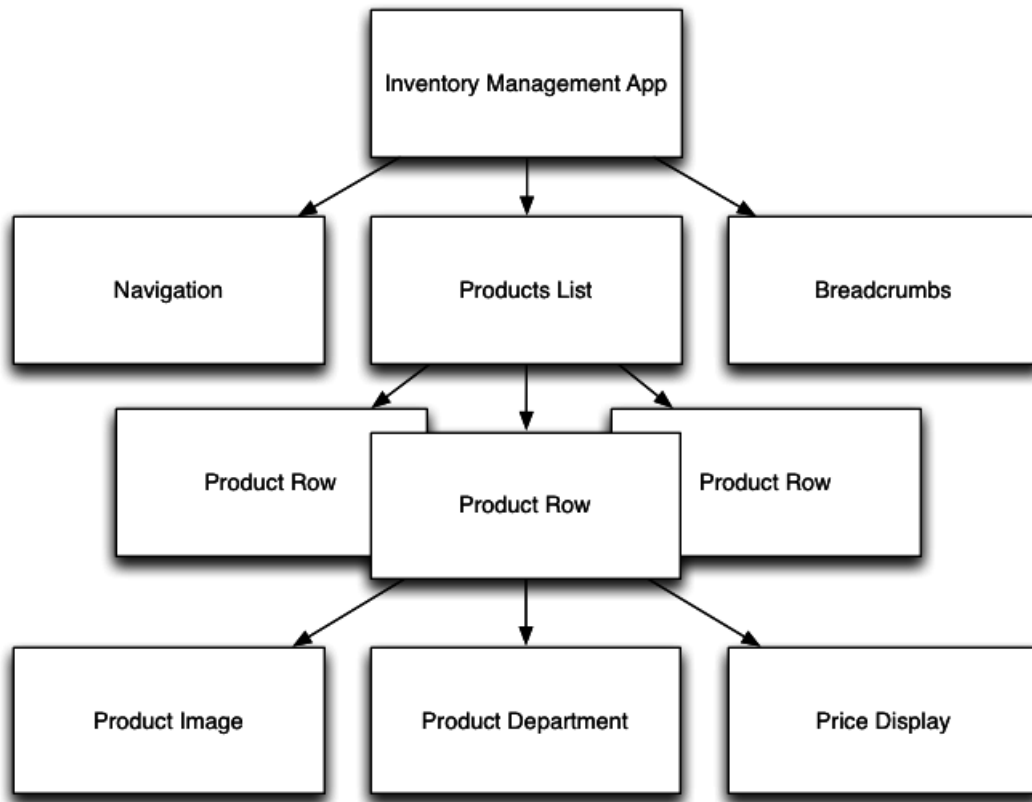 Inventory Management App
Navigation
Products List
Breadcrumbs
Product Row
Product Row
Product Row
Product Image
Product Department
Price Display